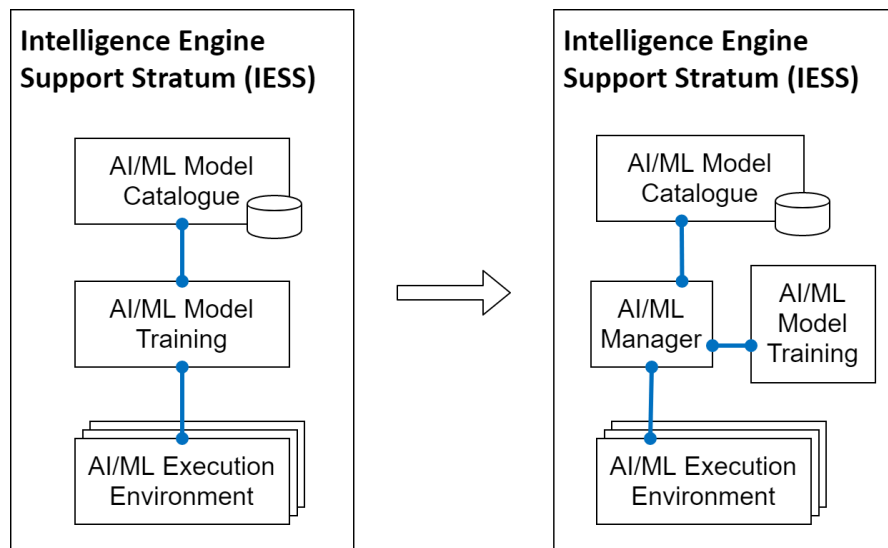 Intelligence Engine
Support Stratum (IESS)
AI/ML Model
Catalogue
AI/ML Model
Training
AI/ML Execution
Environment
Intelligence Engine
Support Stratum (IESS)
AI/ML Model
Catalogue
AI/ML
Manager
AI/ML
Model
Training
AI/ML Execution
Environment